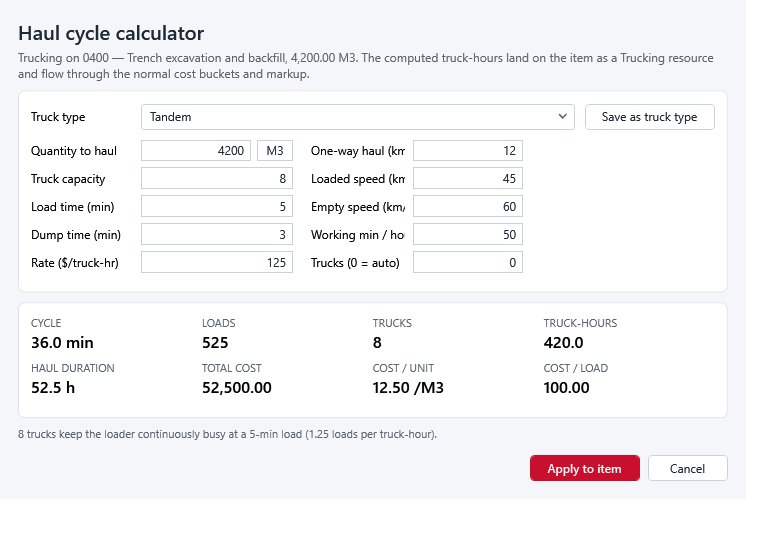 Haul cycle calculator
Trucking on 0400 — Trench excavation and backfill, 4,200.00 M3. The computed truck-hours land on the item as a Trucking resource
and flow through the normal cost buckets and markup.
Truck type Tandem Save as truck type
Quantity to haul 4200 M3 One-way haul (km 12
Truck capacity 8 Loaded speed (km 45
Load time (min) 5 Empty speed (km/ 60
Dump time (min) 3 Working min / ho 50
Rate ($/truck-hr) 125 Trucks (0 = auto) 0
CYCLE LOADS TRUCKS TRUCK-HOURS
36.0 min 525 8 420.0
HAUL DURATION TOTAL COST COST / UNIT COST / LOAD
52.5 h 52,500.00 12.50 /M3 100.00
8 trucks keep the loader continuously busy at a 5-min load (1.25 loads per truck-hour).
Apply to item Cancel